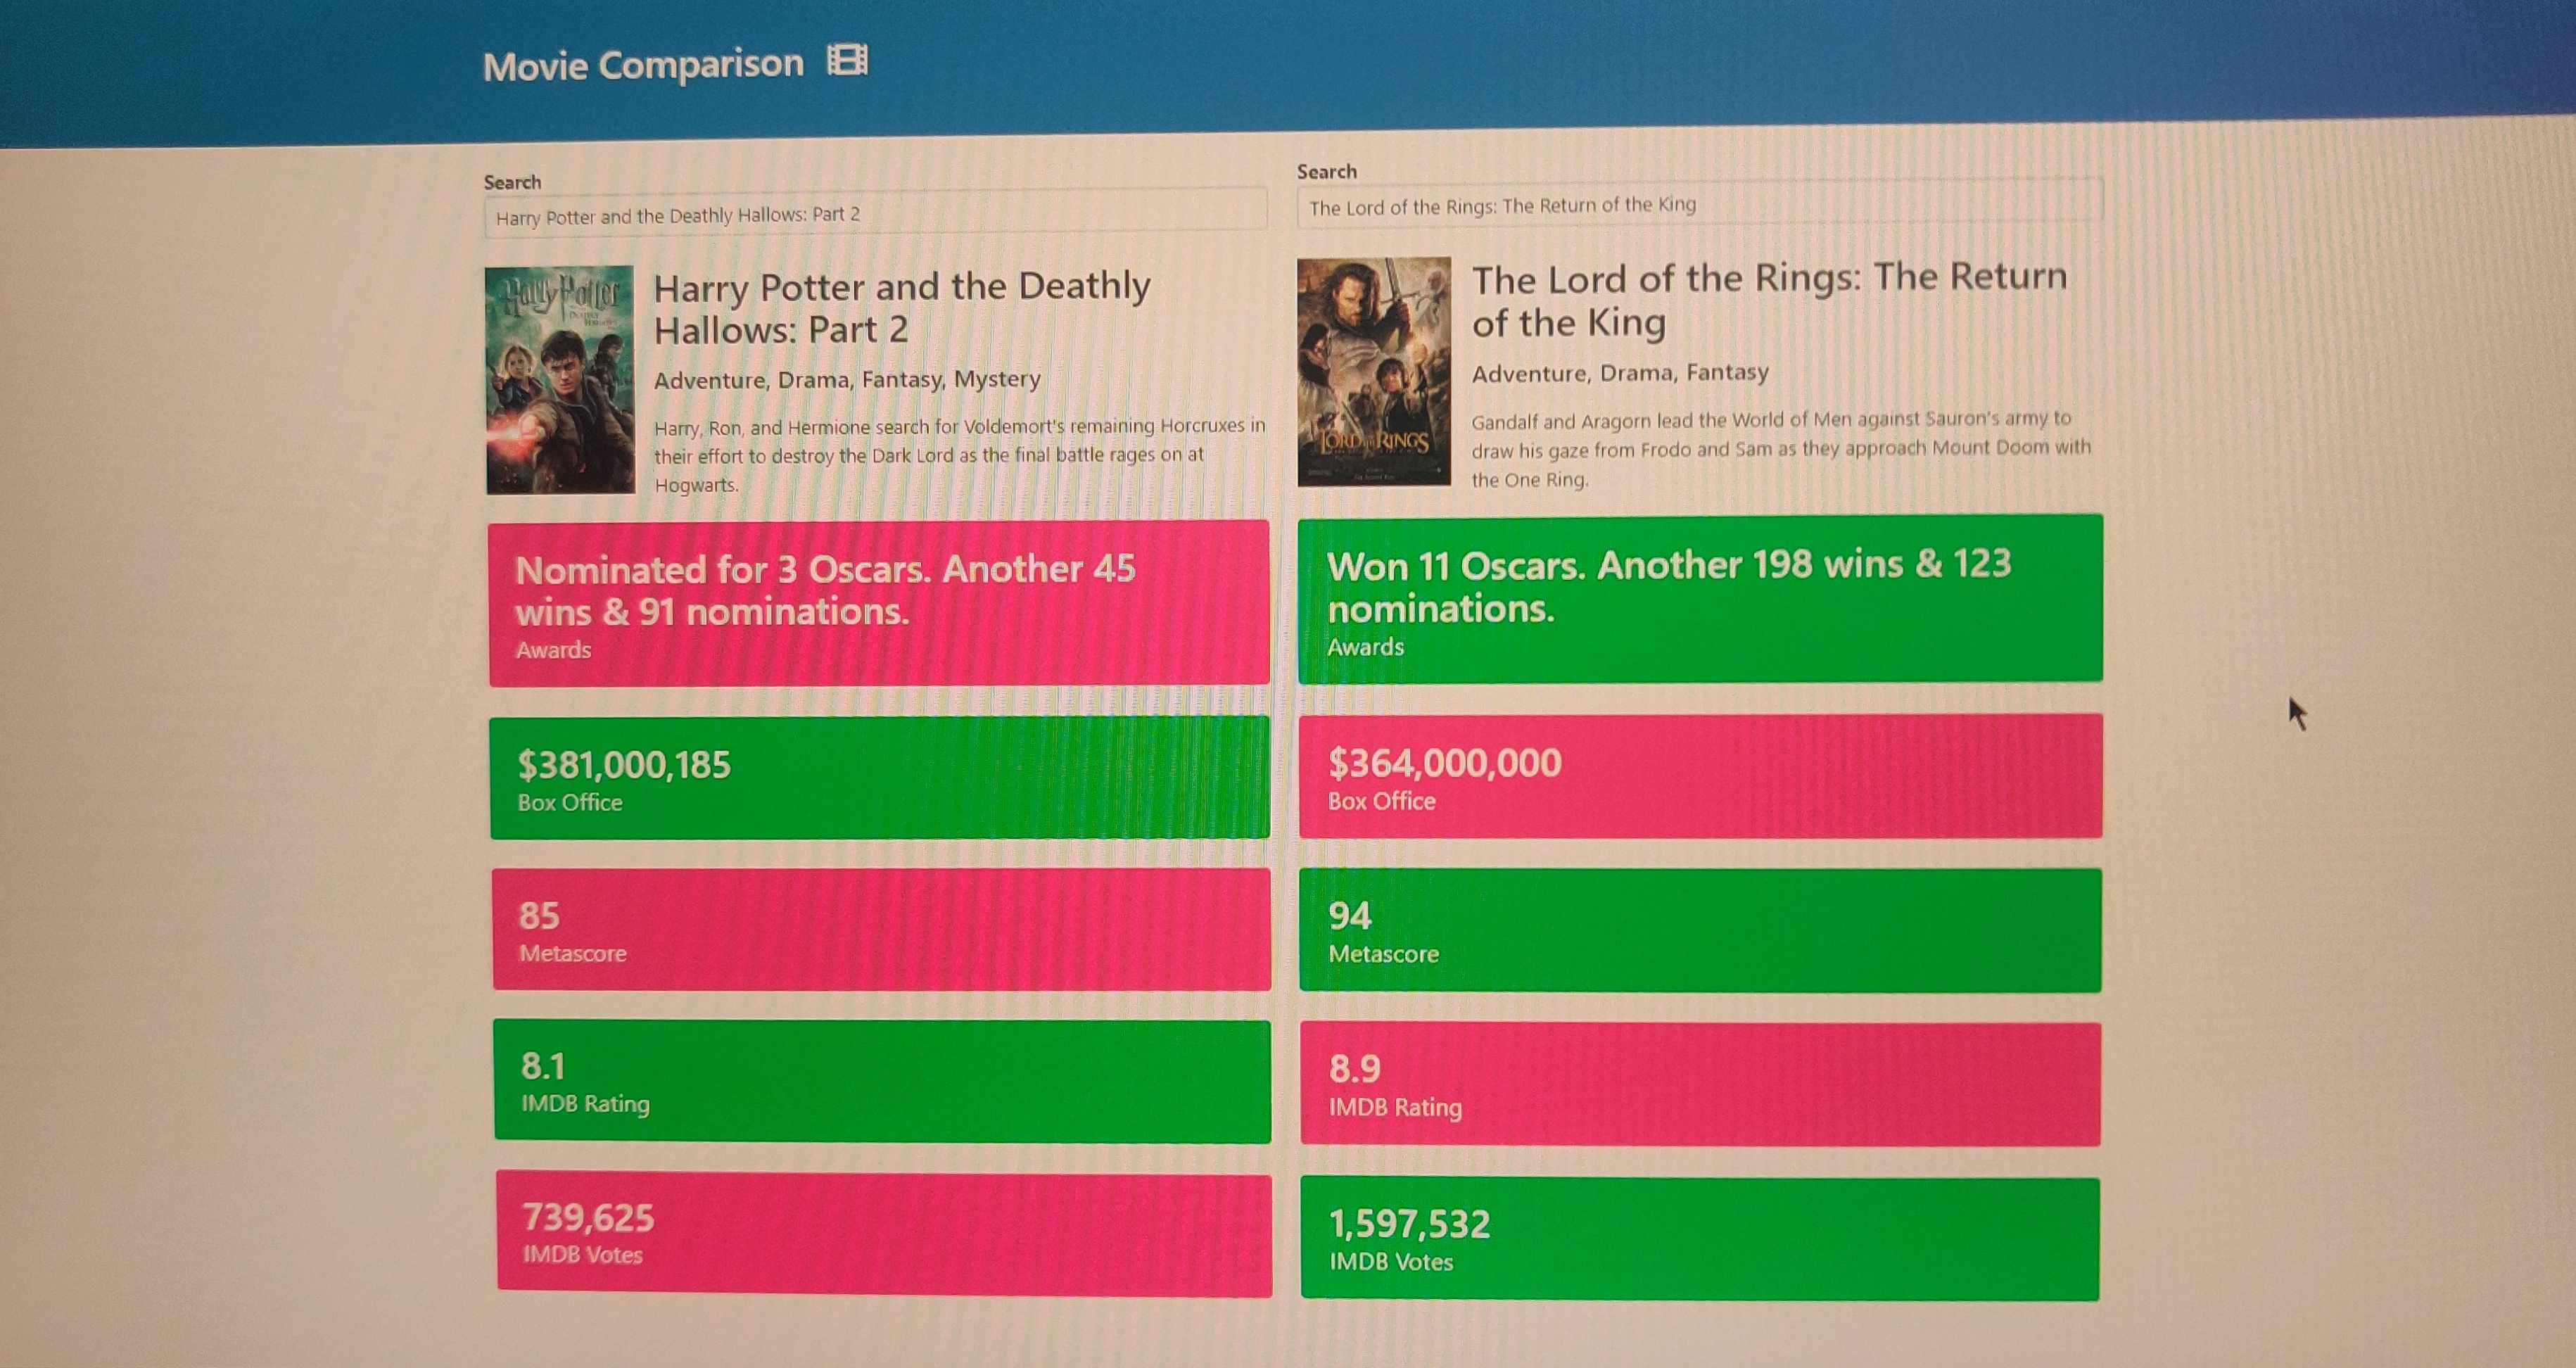 Movie Comparison
Search
Harry Potter and the Deathly Hallows: Part 2
Harry Potter
Harry Potter and the Deathly
Hallows: Part 2
Adventure, Drama, Fantasy, Mystery
Harry, Ron, and Hermione search for Voldemort's remaining Horcruxes in
their effort to destroy the Dark Lord as the final battle rages on at
Hogwarts.
Nominated for 3 Oscars. Another 45
wins & 91 nominations.
Awards
$381,000,185
Box Office
85
Metascore
8.1
IMDB Rating
739,625
IMDB Votes
Search
The Lord of the Rings: The Return of the King
LORD OF THE RINGS
The Lord of the Rings: The Return
of the King
Adventure, Drama, Fantasy
Gandalf and Aragorn lead the World of Men against Sauron's army to
draw his gaze from Frodo and Sam as they approach Mount Doom with
the One Ring.
Won 11 Oscars. Another 198 wins & 123
nominations.
Awards
$364,000,000
Box Office
94
Metascore
8.9
IMDB Rating
1,597,532
IMDB Votes